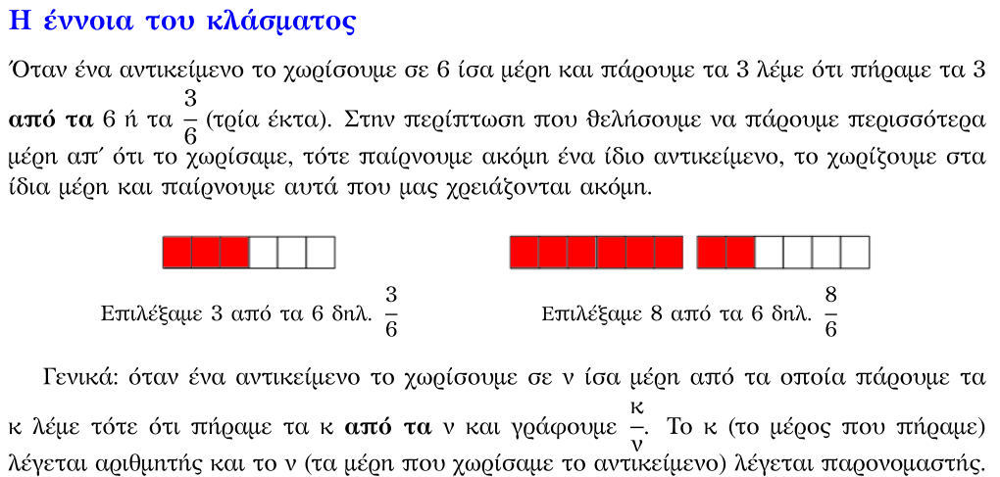 Η έννοια του κλάσματος
Όταν ένα αντικείμενο το χωρίσουμε σε 6 ίσα μέρη και πάρουμε τα 3 λέμε ότι πήραμε τα 3
από τα 6 ή τα 3/6 (τρία έκτα). Στην περίπτωση που θελήσουμε να πάρουμε περισσότερα
μέρη απ′ ότι το χωρίσαμε, τότε παίρνουμε ακόμη ένα ίδιο αντικείμενο, το χωρίζουμε στα
ίδια μέρη και παίρνουμε αυτά που μας χρειάζονται ακόμη.
Επιλέξαμε 3 από τα 6 δηλ. 3/6
Επιλέξαμε 8 από τα 6 δηλ. 8/6
Γενικά: όταν ένα αντικείμενο το χωρίσουμε σε ν ίσα μέρη από τα οποία πάρουμε τα
κ λέμε τότε ότι πήραμε τα κ από τα ν και γράφουμε κ/ν. Το κ (το μέρος που πήραμε)
λέγεται αριθμητής και το ν (τα μέρη που χωρίσαμε το αντικείμενο) λέγεται παρονομαστής.